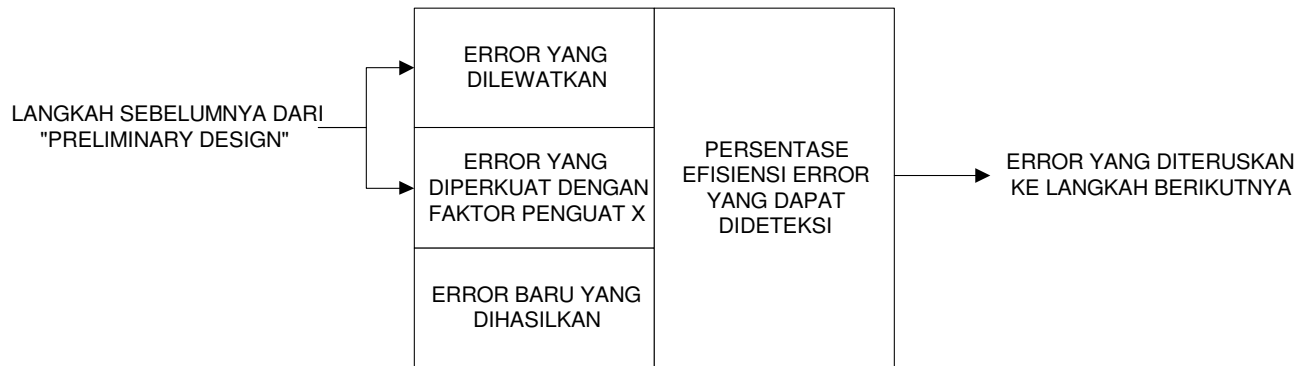 LANGKAH SEBELUMNYA DARI
"PRELIMINARY DESIGN"
ERROR YANG
DILEWATKAN
ERROR YANG
DIPERKUAT DENGAN
FAKTOR PENGUAT X
ERROR BARU YANG
DIHASILKAN
PERSENTASE
EFISIENSI ERROR
YANG DAPAT
DIDETEKSI
ERROR YANG DITERUSKAN
KE LANGKAH BERIKUTNYA